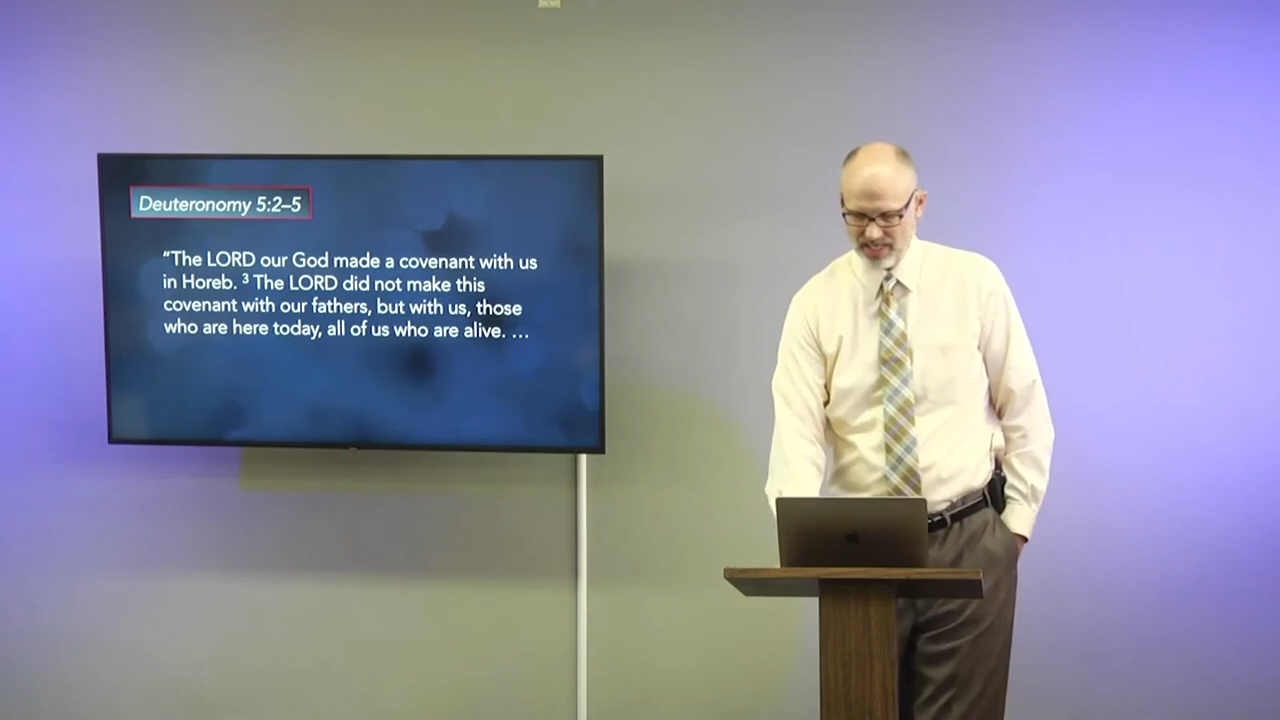 Deuteronomy 5:2–5
“The LORD our God made a covenant with us
in Horeb. ³ The LORD did not make this
covenant with our fathers, but with us, those
who are here today, all of us who are alive. …